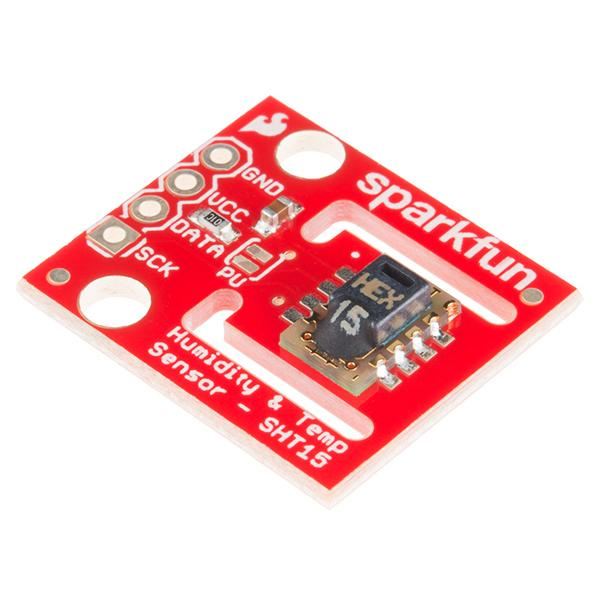 GND
VCC
DATA
SCK
PU
sparkfun
HEX
15
Humidity & Temp
Sensor - SHT15